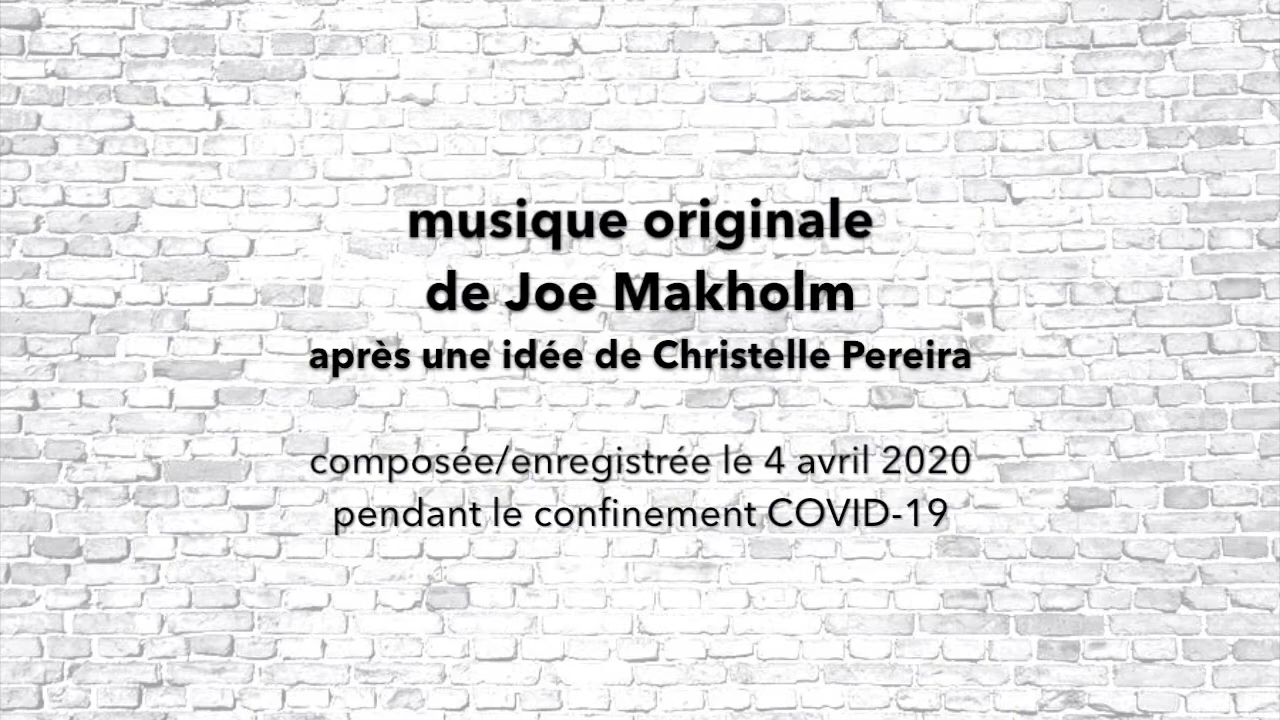 musique originale
de Joe Makholm
après une idée de Christelle Pereira
composée/enregistrée le 4 avril 2020
pendant le confinement COVID-19